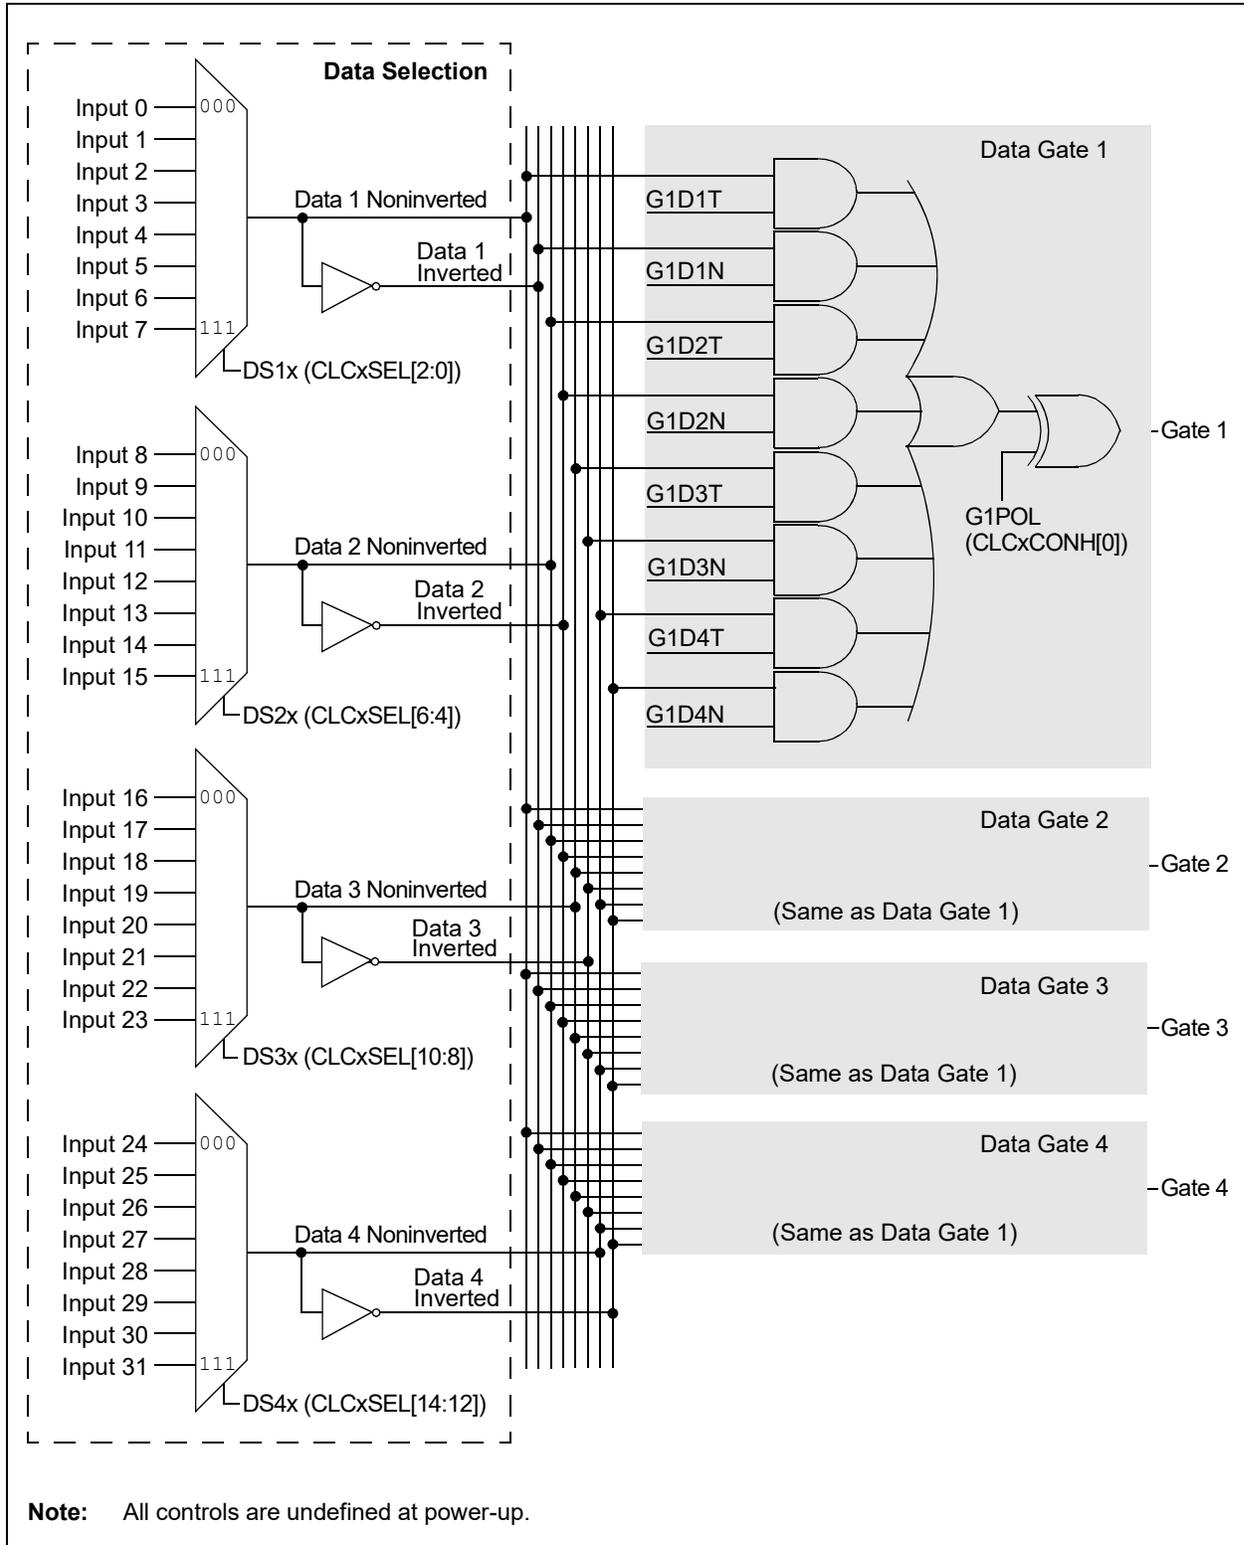 Data Selection
Input 0
Input 1
Input 2
Input 3
Input 4
Input 5
Input 6
Input 7
000
111
Data 1 Noninverted
Data 1
Inverted
DS1x (CLCxSEL[2:0])
Input 8
Input 9
Input 10
Input 11
Input 12
Input 13
Input 14
Input 15
000
111
Data 2 Noninverted
Data 2
Inverted
DS2x (CLCxSEL[6:4])
Input 16
Input 17
Input 18
Input 19
Input 20
Input 21
Input 22
Input 23
000
111
Data 3 Noninverted
Data 3
Inverted
DS3x (CLCxSEL[10:8])
Input 24
Input 25
Input 26
Input 27
Input 28
Input 29
Input 30
Input 31
000
111
Data 4 Noninverted
Data 4
Inverted
DS4x (CLCxSEL[14:12])
Data Gate 1
G1D1T
G1D1N
G1D2T
G1D2N
G1D3T
G1D3N
G1D4T
G1D4N
G1POL
(CLCxCONH[0])
Gate 1
Data Gate 2
(Same as Data Gate 1)
Gate 2
Data Gate 3
(Same as Data Gate 1)
Gate 3
Data Gate 4
(Same as Data Gate 1)
Gate 4
Note: All controls are undefined at power-up.